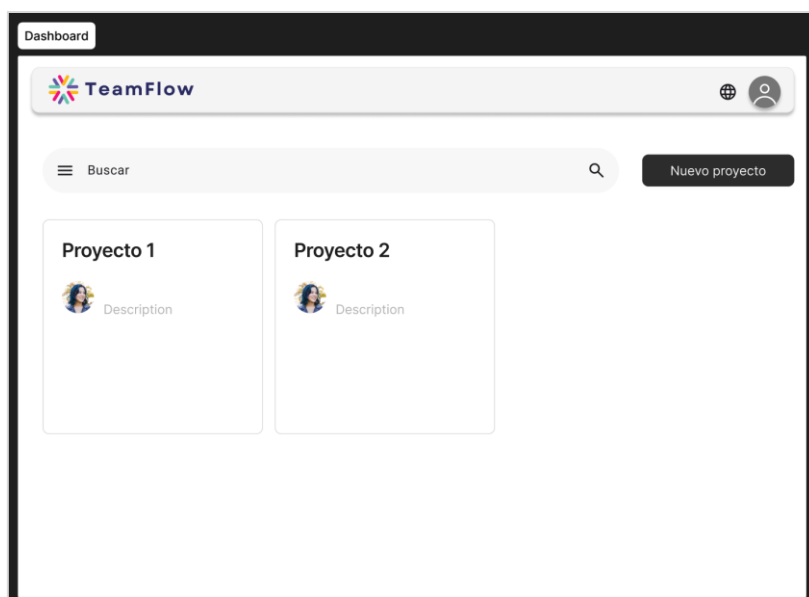 Dashboard
TeamFlow
Buscar
Nuevo proyecto
Proyecto 1
Description
Proyecto 2
Description